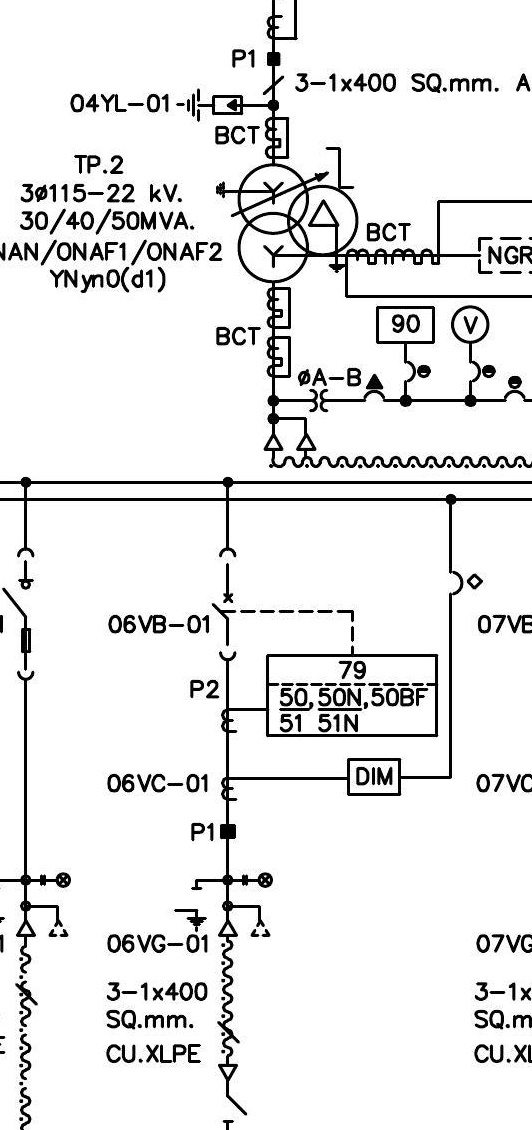 P1
3-1x400 SQ.mm. A
04YL-01
BCT
TP.2
3ø115-22 kV.
30/40/50MVA.
NAN/ONAF1/ONAF2
YNyn0(d1)
BCT
NGR
BCT
90
V
øA-B
06VB-01
07VB
79
P2
50,50N,50BF
51 51N
06VC-01
DIM
07VC
P1
06VG-01
07VG
3-1x400
SQ.mm.
CU.XLPE
3-1x
SQ.m
CU.XL